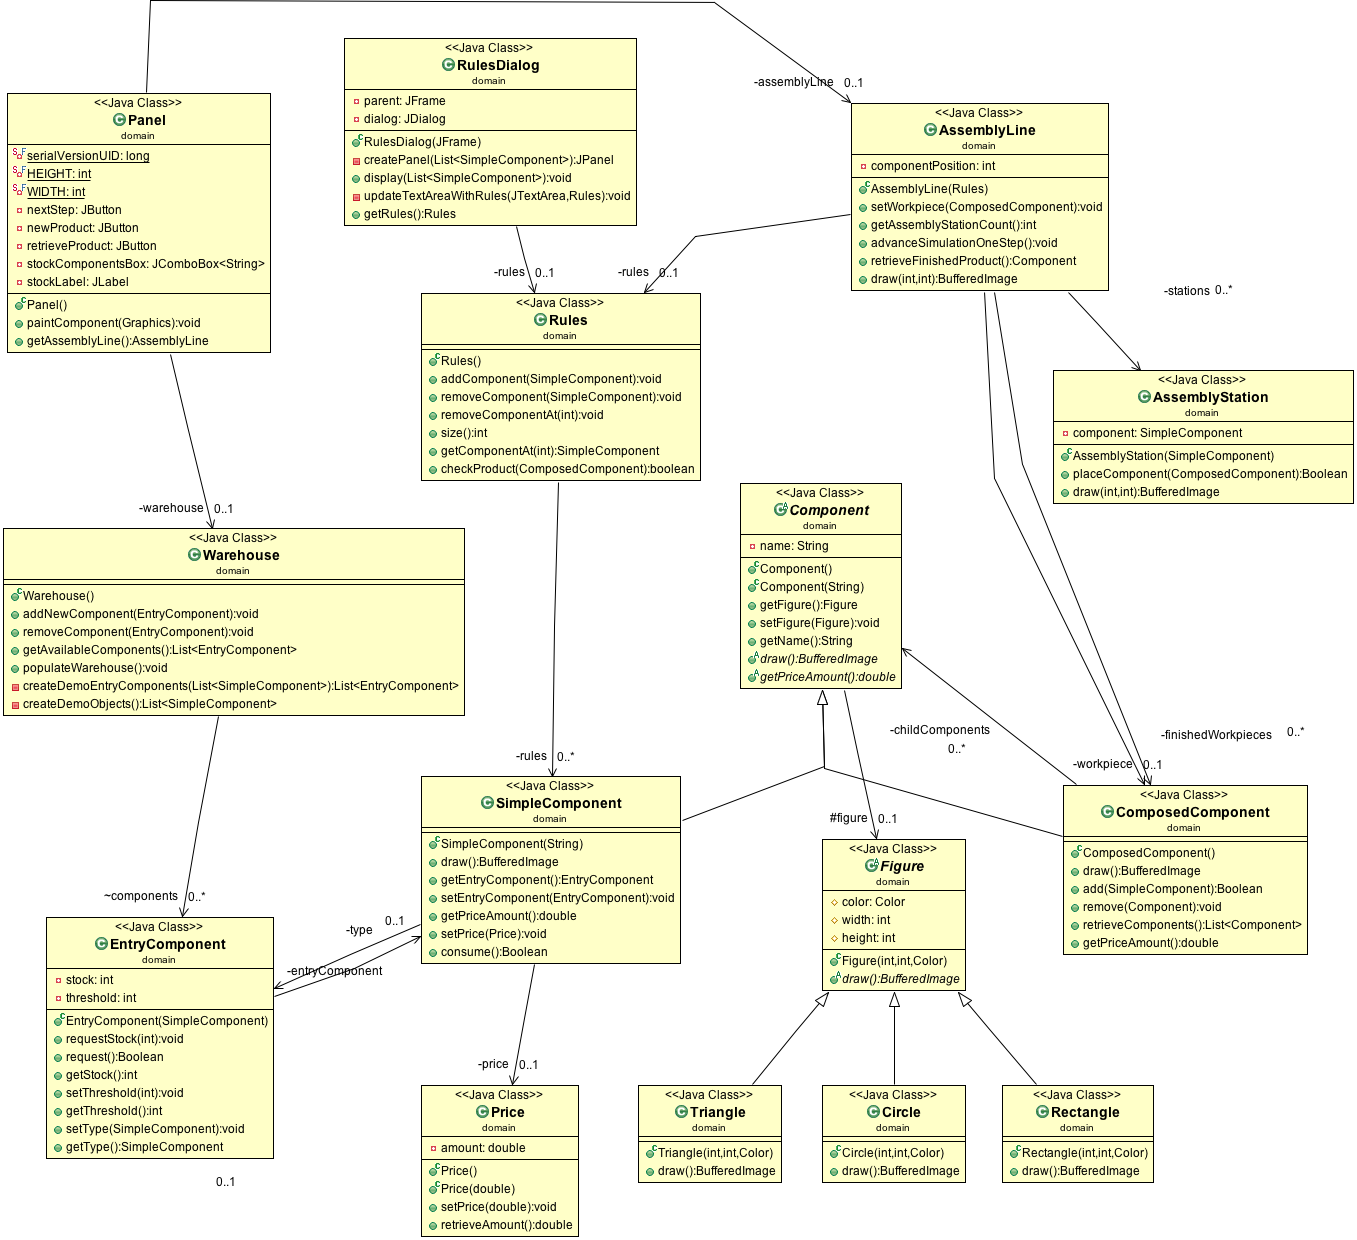 <<Java Class>>
Panel
domain
serialVersionUID: long
HEIGHT: int
WIDTH: int
nextStep: JButton
newProduct: JButton
retrieveProduct: JButton
stockComponentsBox: JComboBox<String>
stockLabel: JLabel
Panel()
paintComponent(Graphics):void
getAssemblyLine():AssemblyLine
<<Java Class>>
RulesDialog
domain
parent: JFrame
dialog: JDialog
RulesDialog(JFrame)
createPanel(List<SimpleComponent>):JPanel
display(List<SimpleComponent>):void
updateTextAreaWithRules(JTextArea,Rules):void
getRules():Rules
-assemblyLine 0..1
<<Java Class>>
AssemblyLine
domain
componentPosition: int
AssemblyLine(Rules)
setWorkpiece(ComposedComponent):void
getAssemblyStationCount():int
advanceSimulationOneStep():void
retrieveFinishedProduct():Component
draw(int,int):BufferedImage
-rules 0..1
-rules 0..1
-stations 0..*
<<Java Class>>
Rules
domain
Rules()
addComponent(SimpleComponent):void
removeComponent(SimpleComponent):void
removeComponentAt(int):void
size():int
getComponentAt(int):SimpleComponent
checkProduct(ComposedComponent):boolean
<<Java Class>>
AssemblyStation
domain
component: SimpleComponent
AssemblyStation(SimpleComponent)
placeComponent(ComposedComponent):Boolean
draw(int,int):BufferedImage
-warehouse 0..1
<<Java Class>>
Warehouse
domain
Warehouse()
addNewComponent(EntryComponent):void
removeComponent(EntryComponent):void
getAvailableComponents():List<EntryComponent>
populateWarehouse():void
createDemoEntryComponents(List<SimpleComponent>):List<EntryComponent>
createDemoObjects():List<SimpleComponent>
<<Java Class>>
Component
domain
name: String
Component()
Component(String)
getFigure():Figure
setFigure(Figure):void
getName():String
draw():BufferedImage
getPriceAmount():double
-rules 0..*
-childComponents
0..*
-finishedWorkpieces 0..*
-workpiece 0..1
<<Java Class>>
SimpleComponent
domain
SimpleComponent(String)
draw():BufferedImage
getEntryComponent():EntryComponent
setEntryComponent(EntryComponent):void
getPriceAmount():double
setPrice(Price):void
consume():Boolean
#figure 0..1
<<Java Class>>
Figure
domain
color: Color
width: int
height: int
Figure(int,int,Color)
draw():BufferedImage
<<Java Class>>
ComposedComponent
domain
ComposedComponent()
draw():BufferedImage
add(SimpleComponent):Boolean
remove(Component):void
retrieveComponents():List<Component>
getPriceAmount():double
~components 0..*
<<Java Class>>
EntryComponent
domain
stock: int
threshold: int
EntryComponent(SimpleComponent)
requestStock(int):void
request():Boolean
getStock():int
setThreshold(int):void
getThreshold():int
setType(SimpleComponent):void
getType():SimpleComponent
0..1
-type
-entryComponent
0..1
-price 0..1
<<Java Class>>
Price
domain
amount: double
Price()
Price(double)
setPrice(double):void
retrieveAmount():double
<<Java Class>>
Triangle
domain
Triangle(int,int,Color)
draw():BufferedImage
<<Java Class>>
Circle
domain
Circle(int,int,Color)
draw():BufferedImage
<<Java Class>>
Rectangle
domain
Rectangle(int,int,Color)
draw():BufferedImage